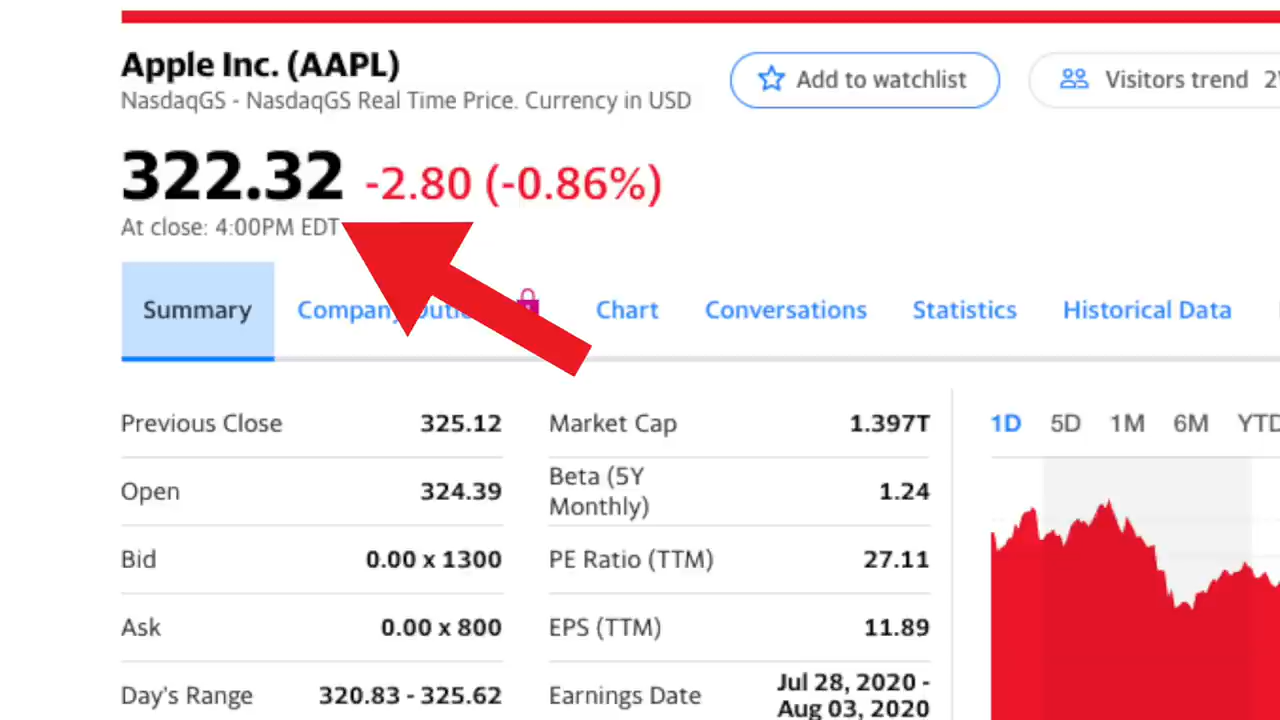 Apple Inc. (AAPL)
Add to watchlist
Visitors trend
NasdaqGS - NasdaqGS Real Time Price. Currency in USD
322.32 -2.80 (-0.86%)
At close: 4:00PM EDT
Summary
Company
Chart
Conversations
Statistics
Historical Data
Previous Close 325.12
Open 324.39
Bid 0.00 x 1300
Ask 0.00 x 800
Day's Range 320.83 - 325.62
Market Cap 1.397T
Beta (5Y
Monthly) 1.24
PE Ratio (TTM) 27.11
EPS (TTM) 11.89
Earnings Date Jul 28, 2020 -
Aug 03, 2020
1D 5D 1M 6M YTD